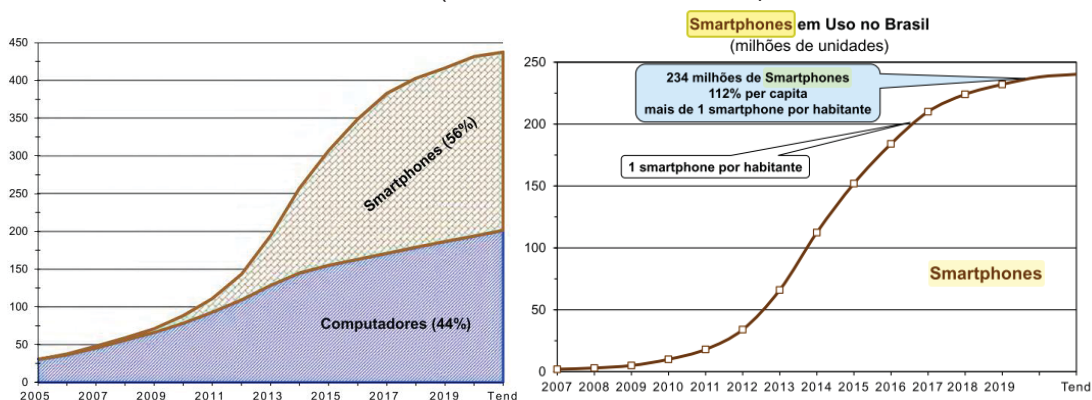 450
400
350
300
250
200
150
100
50
0
Smartphones (56%)
Computadores (44%)
2005 2007 2009 2011 2013 2015 2017 2019 Tend
Smartphones em Uso no Brasil
(milhões de unidades)
250
200
150
100
50
0
234 milhões de Smartphones
112% per capita
mais de 1 smartphone por habitante
1 smartphone por habitante
Smartphones
2007 2008 2009 2010 2011 2012 2013 2014 2015 2016 2017 2018 2019 Tend